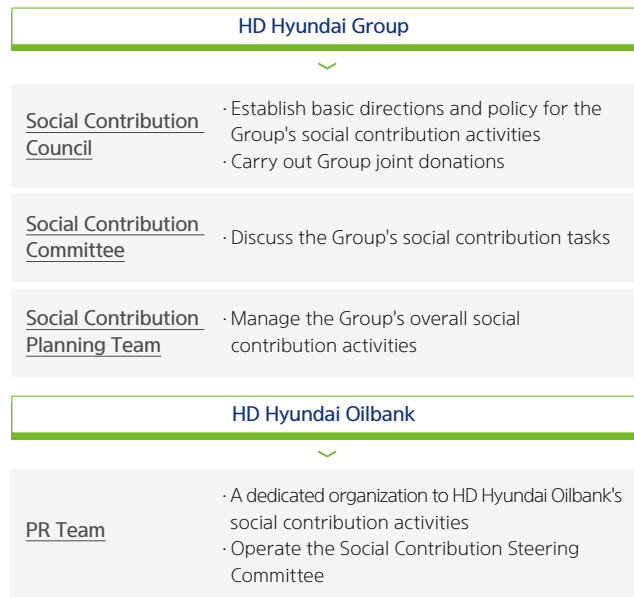 HD Hyundai Group
Social Contribution
Council
· Establish basic directions and policy for the
Group's social contribution activities
· Carry out Group joint donations
Social Contribution
Committee
· Discuss the Group's social contribution tasks
Social Contribution
Planning Team
· Manage the Group's overall social
contribution activities
HD Hyundai Oilbank
PR Team
· A dedicated organization to HD Hyundai Oilbank's
social contribution activities
· Operate the Social Contribution Steering
Committee